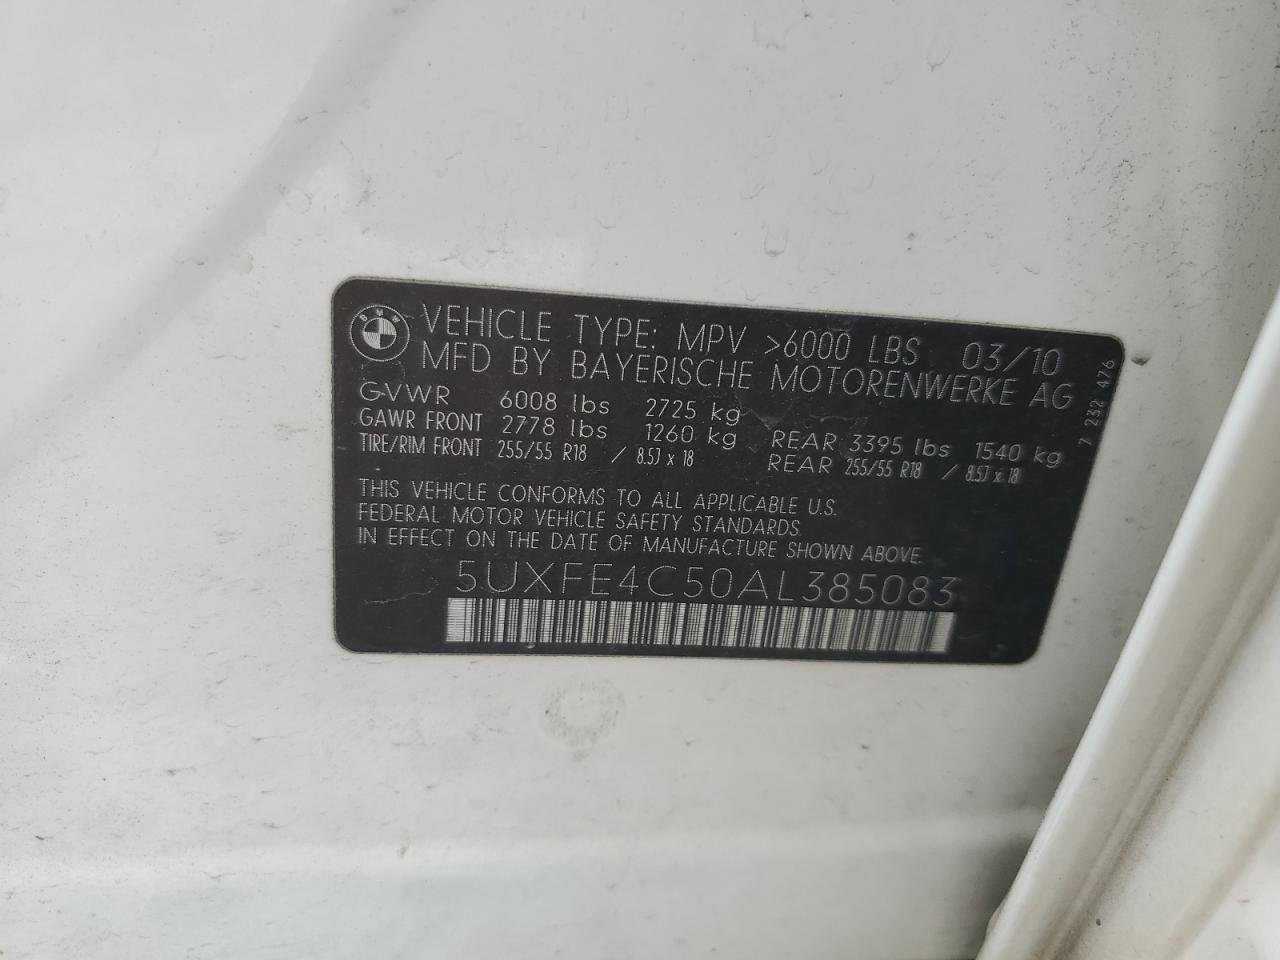 BMW
VEHICLE TYPE: MPV >6000 LBS 03/10
MFD BY BAYERISCHE MOTORENWERKE AG
GVWR 6008 lbs 2725 kg
GAWR FRONT 2778 lbs 1260 kg REAR 3395 lbs 1540 kg
TIRE/RIM FRONT 255/55 R18 / 8.5J x 18 REAR 255/55 R18 / 8.5J x 18
THIS VEHICLE CONFORMS TO ALL APPLICABLE U.S.
FEDERAL MOTOR VEHICLE SAFETY STANDARDS.
IN EFFECT ON THE DATE OF MANUFACTURE SHOWN ABOVE.
5UXFE4C50AL385083
7 232 476